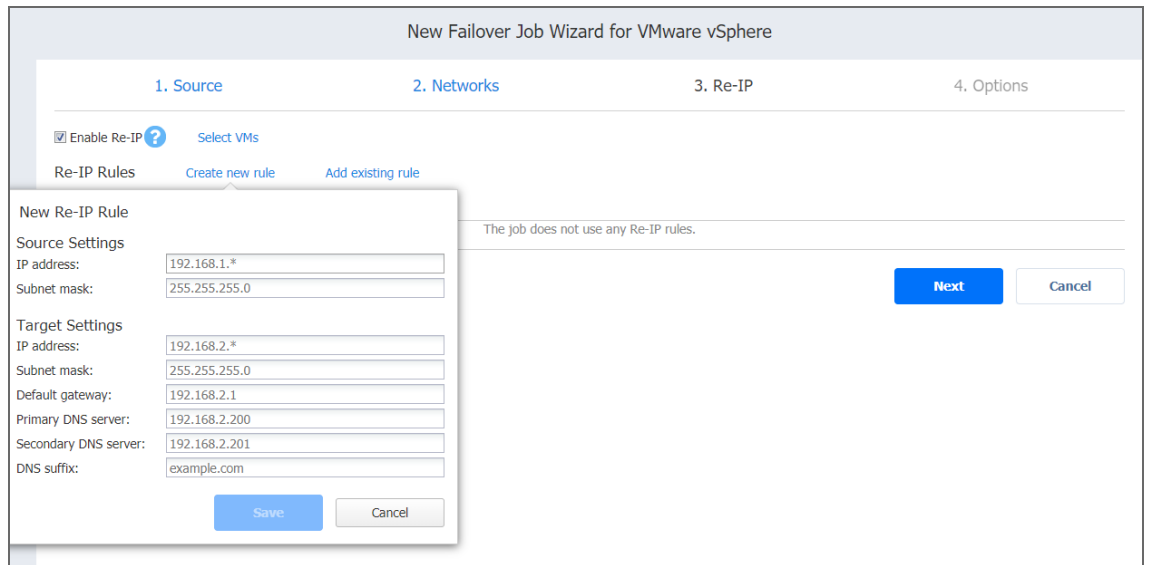 New Failover Job Wizard for VMware vSphere
1. Source 2. Networks 3. Re-IP 4. Options
Enable Re-IP ? Select VMs
Re-IP Rules Create new rule Add existing rule
The job does not use any Re-IP rules.
Next Cancel
New Re-IP Rule
Source Settings
IP address: 192.168.1.*
Subnet mask: 255.255.255.0
Target Settings
IP address: 192.168.2.*
Subnet mask: 255.255.255.0
Default gateway: 192.168.2.1
Primary DNS server: 192.168.2.200
Secondary DNS server: 192.168.2.201
DNS suffix: example.com
Save Cancel